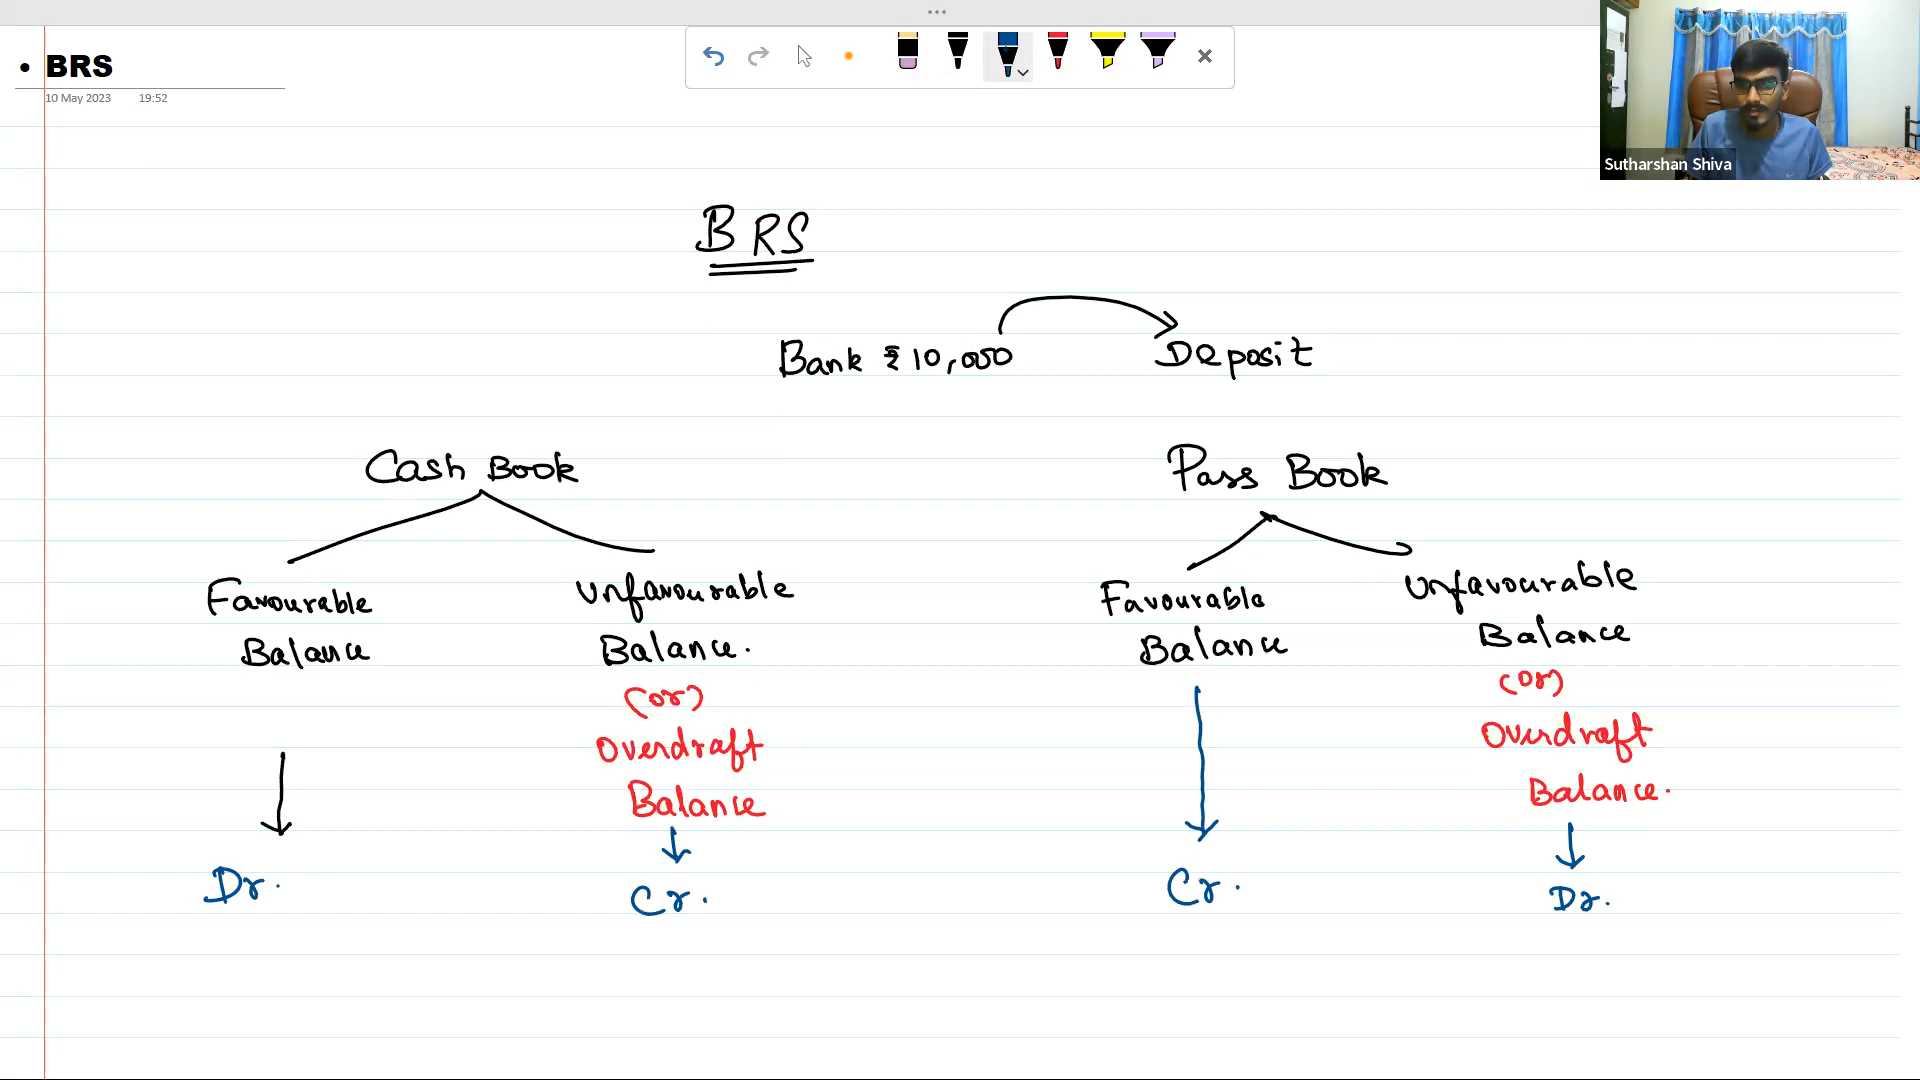 • BRS
10 May 2023 19:52
Sutharshan Shiva
BRS
Bank ₹10,000 Deposit
Cash Book
Pass Book
Favourable
Balance
Unfavourable
Balance.
(or)
Overdraft
Balance
Favourable
Balance
Unfavourable
Balance
(or)
Overdraft
Balance.
Dr.
Cr.
Cr.
Dr.